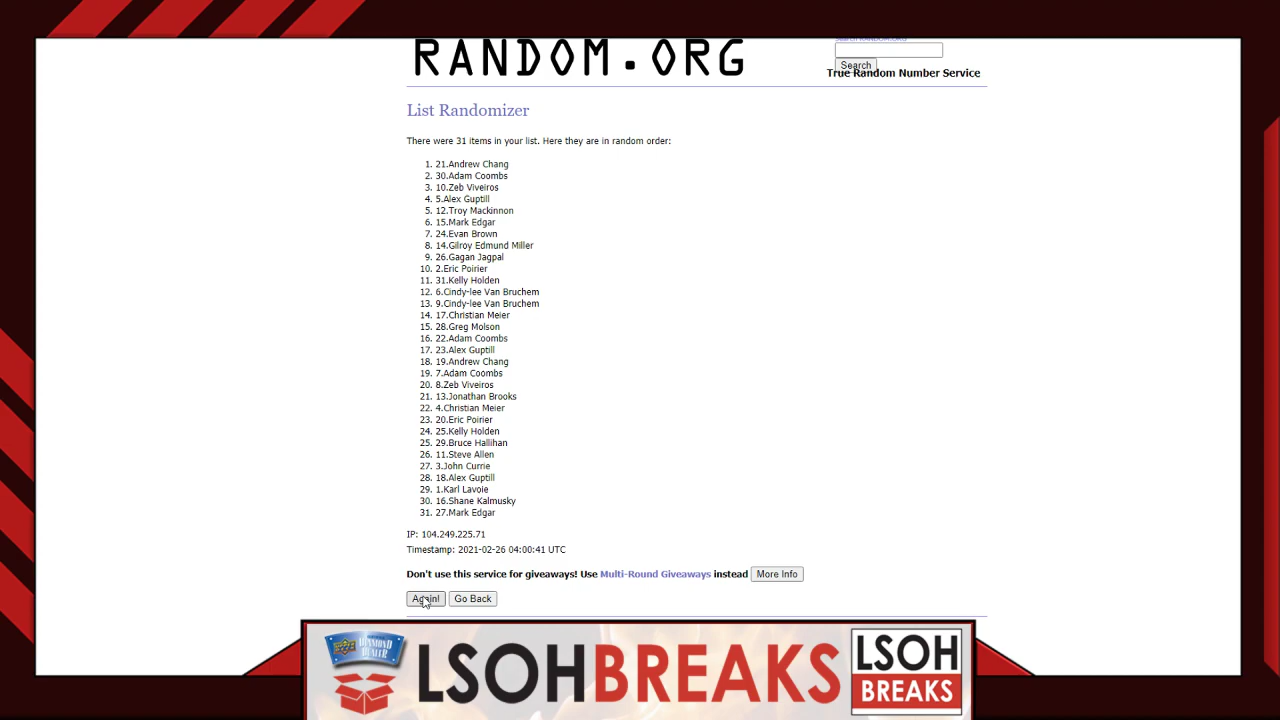 RANDOM.ORG
Search RANDOM.ORG
Search
True Random Number Service
List Randomizer
There were 31 items in your list. Here they are in random order:
1. 21.Andrew Chang
2. 30.Adam Coombs
3. 10.Zeb Viveiros
4. 5.Alex Guptill
5. 12.Troy Mackinnon
6. 15.Mark Edgar
7. 24.Evan Brown
8. 14.Gilroy Edmund Miller
9. 26.Gagan Jagpal
10. 2.Eric Poirier
11. 31.Kelly Holden
12. 6.Cindy-lee Van Bruchem
13. 9.Cindy-lee Van Bruchem
14. 17.Christian Meier
15. 28.Greg Molson
16. 22.Adam Coombs
17. 23.Alex Guptill
18. 19.Andrew Chang
19. 7.Adam Coombs
20. 8.Zeb Viveiros
21. 13.Jonathan Brooks
22. 4.Christian Meier
23. 20.Eric Poirier
24. 25.Kelly Holden
25. 29.Bruce Hallihan
26. 11.Steve Allen
27. 3.John Currie
28. 18.Alex Guptill
29. 1.Karl Lavoie
30. 16.Shane Kalmusky
31. 27.Mark Edgar
IP: 104.249.225.71
Timestamp: 2021-02-26 04:00:41 UTC
Don't use this service for giveaways! Use Multi-Round Giveaways instead More Info
Again! Go Back
DIAMOND
DEALER
LSOHBREAKS
LSOH
BREAKS